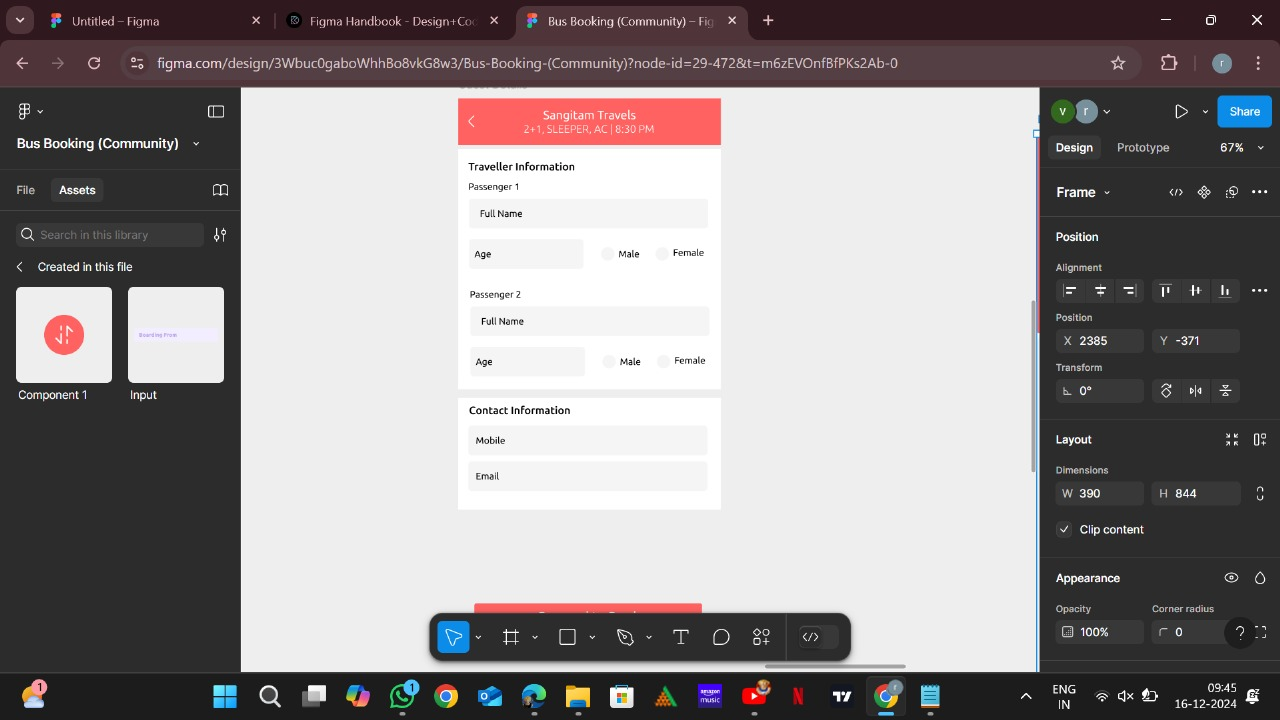 Untitled – Figma
Figma Handbook - Design+Cod
Bus Booking (Community) – Fig
figma.com/design/3Wbuc0gaboWhhBo8vkG8w3/Bus-Booking-(Community)?node-id=29-472&t=m6zEVOnfBfPKs2Ab-0
r
Bus Booking (Community)
File
Assets
Search in this library
Created in this file
Boarding From
Component 1
Input
Sangitam Travels
2+1, SLEEPER, AC | 8:30 PM
Traveller Information
Passenger 1
Full Name
Age
Male
Female
Passenger 2
Full Name
Age
Male
Female
Contact Information
Mobile
Email
V
r
Share
Design
Prototype
67%
Frame
Position
Alignment
Position
X 2385
Y -371
Transform
0°
Layout
Dimensions
W 390
H 844
Clip content
Appearance
Opacity
Corner radius
100%
0
?
1
1
amazon music
N
ENG
IN
09:45
16-12-2024